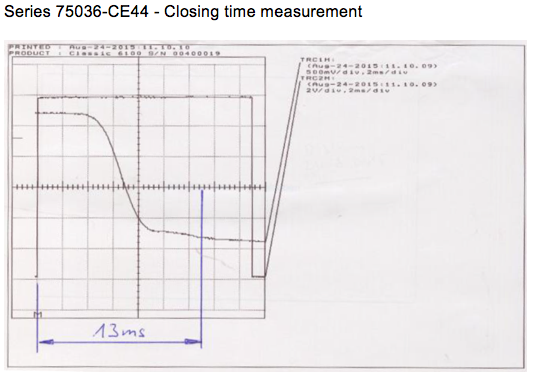 Series 75036-CE44 - Closing time measurement
PRINTED : Aug-24-2015:11.10.10
PRODUCT : Classic 6100 S/N 00400019
TRC1M:
(Aug-24-2015:11.10.09)
500mV/div,2ms/div
TRC2M:
(Aug-24-2015:11.10.09)
2V/div,2ms/div
M
13ms